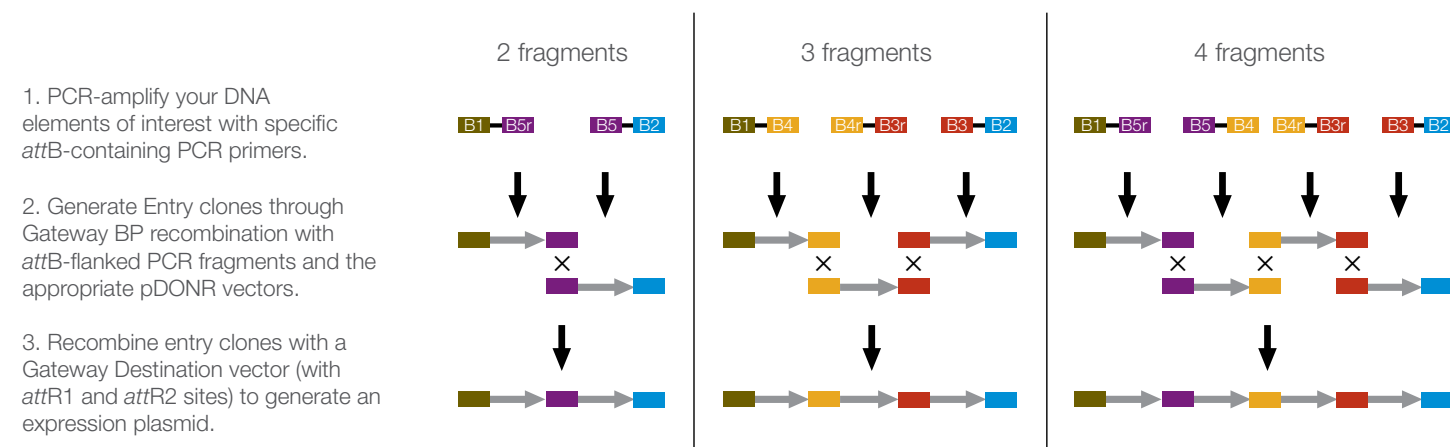 2 fragments
3 fragments
4 fragments
1. PCR-amplify your DNA
elements of interest with specific
attB-containing PCR primers.
B1 B5r B5 B2
B1 B4 B4r B3r B3 B2
B1 B5r B5 B4 B4r B3r B3 B2
2. Generate Entry clones through
Gateway BP recombination with
attB-flanked PCR fragments and the
appropriate pDONR vectors.
×
× ×
× × ×
3. Recombine entry clones with a
Gateway Destination vector (with
attR1 and attR2 sites) to generate an
expression plasmid.